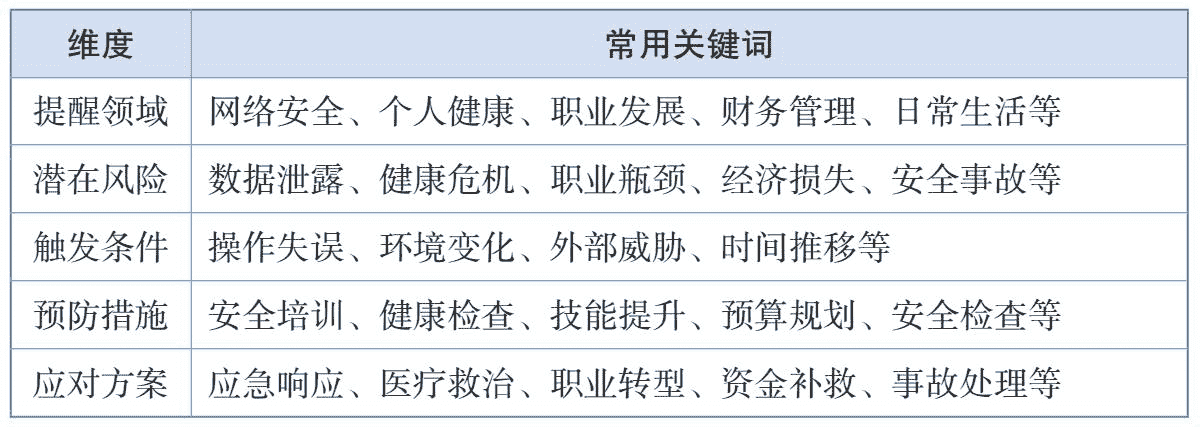 维度 常用关键词
提醒领域 网络安全、个人健康、职业发展、财务管理、日常生活等
潜在风险 数据泄露、健康危机、职业瓶颈、经济损失、安全事故等
触发条件 操作失误、环境变化、外部威胁、时间推移等
预防措施 安全培训、健康检查、技能提升、预算规划、安全检查等
应对方案 应急响应、医疗救治、职业转型、资金补救、事故处理等